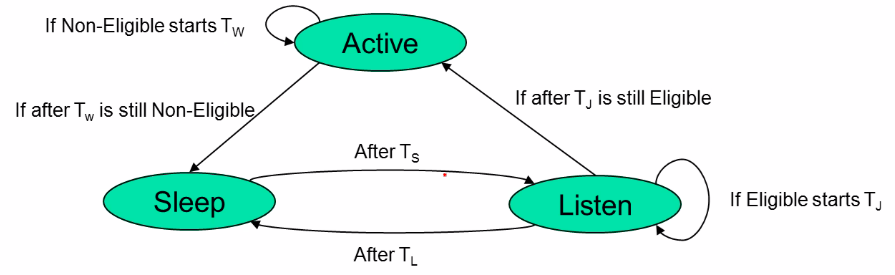 If Non-Eligible starts TW
Active
If after Tw is still Non-Eligible
If after TJ is still Eligible
After TS
Sleep
Listen
If Eligible starts TJ
After TL